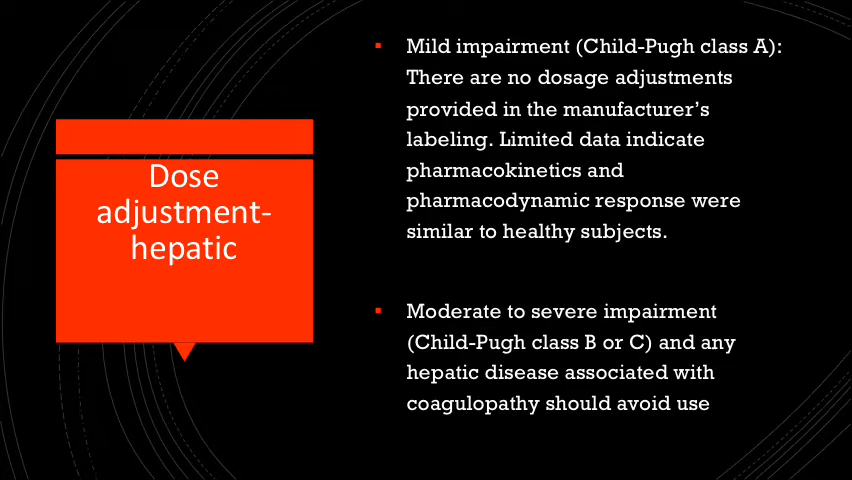 Dose
adjustment-
hepatic
Mild impairment (Child-Pugh class A):
There are no dosage adjustments
provided in the manufacturer’s
labeling. Limited data indicate
pharmacokinetics and
pharmacodynamic response were
similar to healthy subjects.
Moderate to severe impairment
(Child-Pugh class B or C) and any
hepatic disease associated with
coagulopathy should avoid use